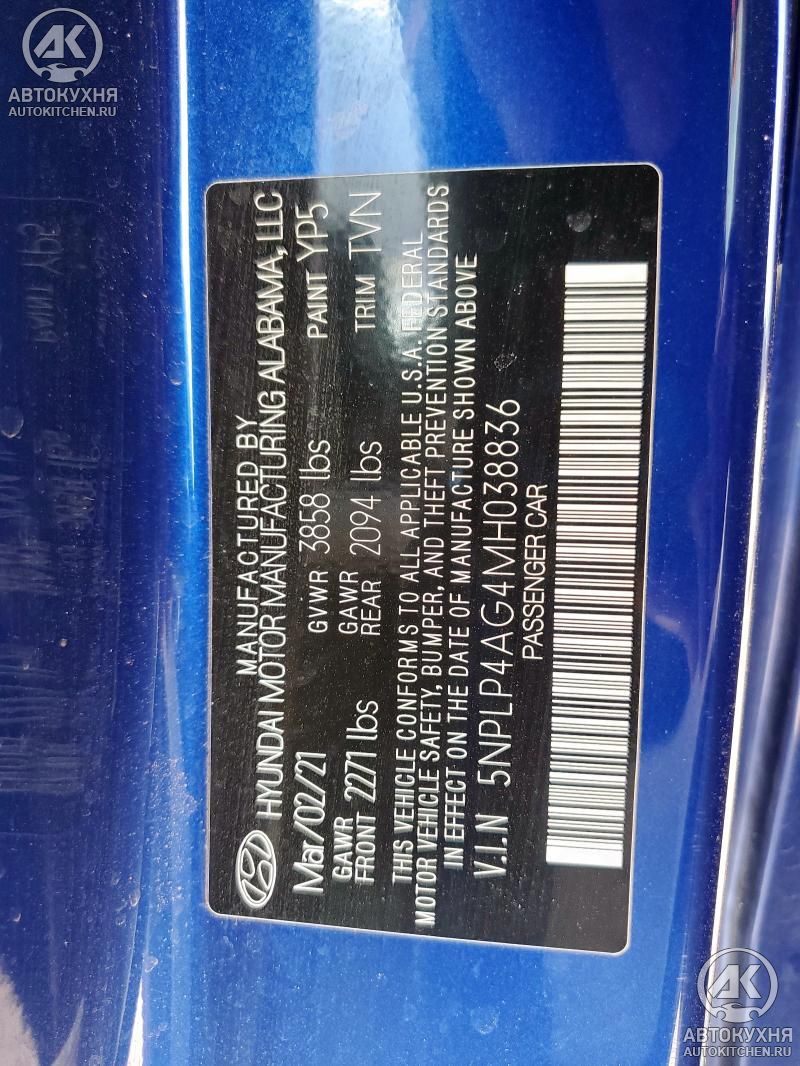 AK
АВТОКУХНЯ
AUTOKITCHEN.RU
MANUFACTURED BY
HYUNDAI MOTOR MANUFACTURING ALABAMA, LLC
Mar/02/21 GVWR 3858 lbs PAINT YP5
GAWR FRONT 2271 lbs GAWR REAR 2094 lbs TRIM TVN
THIS VEHICLE CONFORMS TO ALL APPLICABLE U.S.A. FEDERAL
MOTOR VEHICLE SAFETY, BUMPER, AND THEFT PREVENTION STANDARDS
IN EFFECT ON THE DATE OF MANUFACTURE SHOWN ABOVE
V.I.N 5NPLP4AG4MH038836
PASSENGER CAR
AK
АВТОКУХНЯ
AUTOKITCHEN.RU